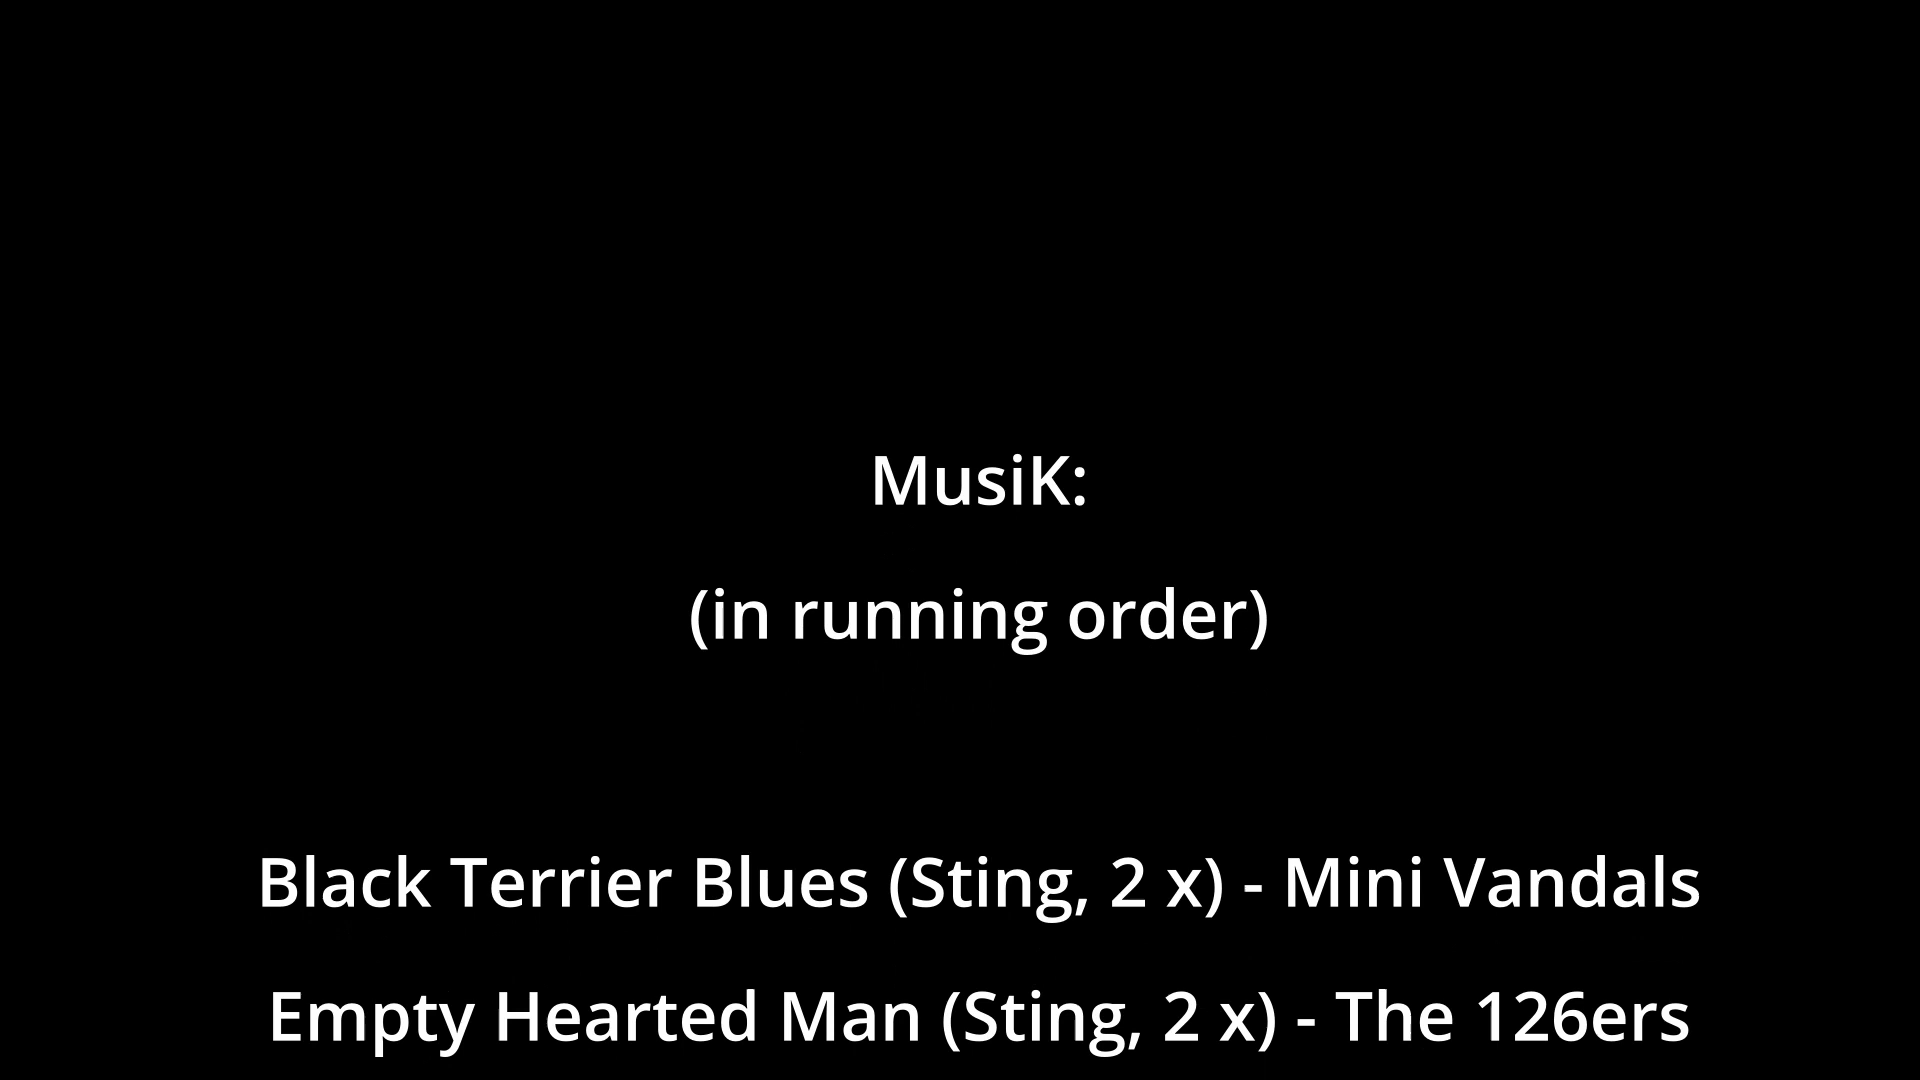 MusiK:
(in running order)
Black Terrier Blues (Sting, 2 x) - Mini Vandals
Empty Hearted Man (Sting, 2 x) - The 126ers